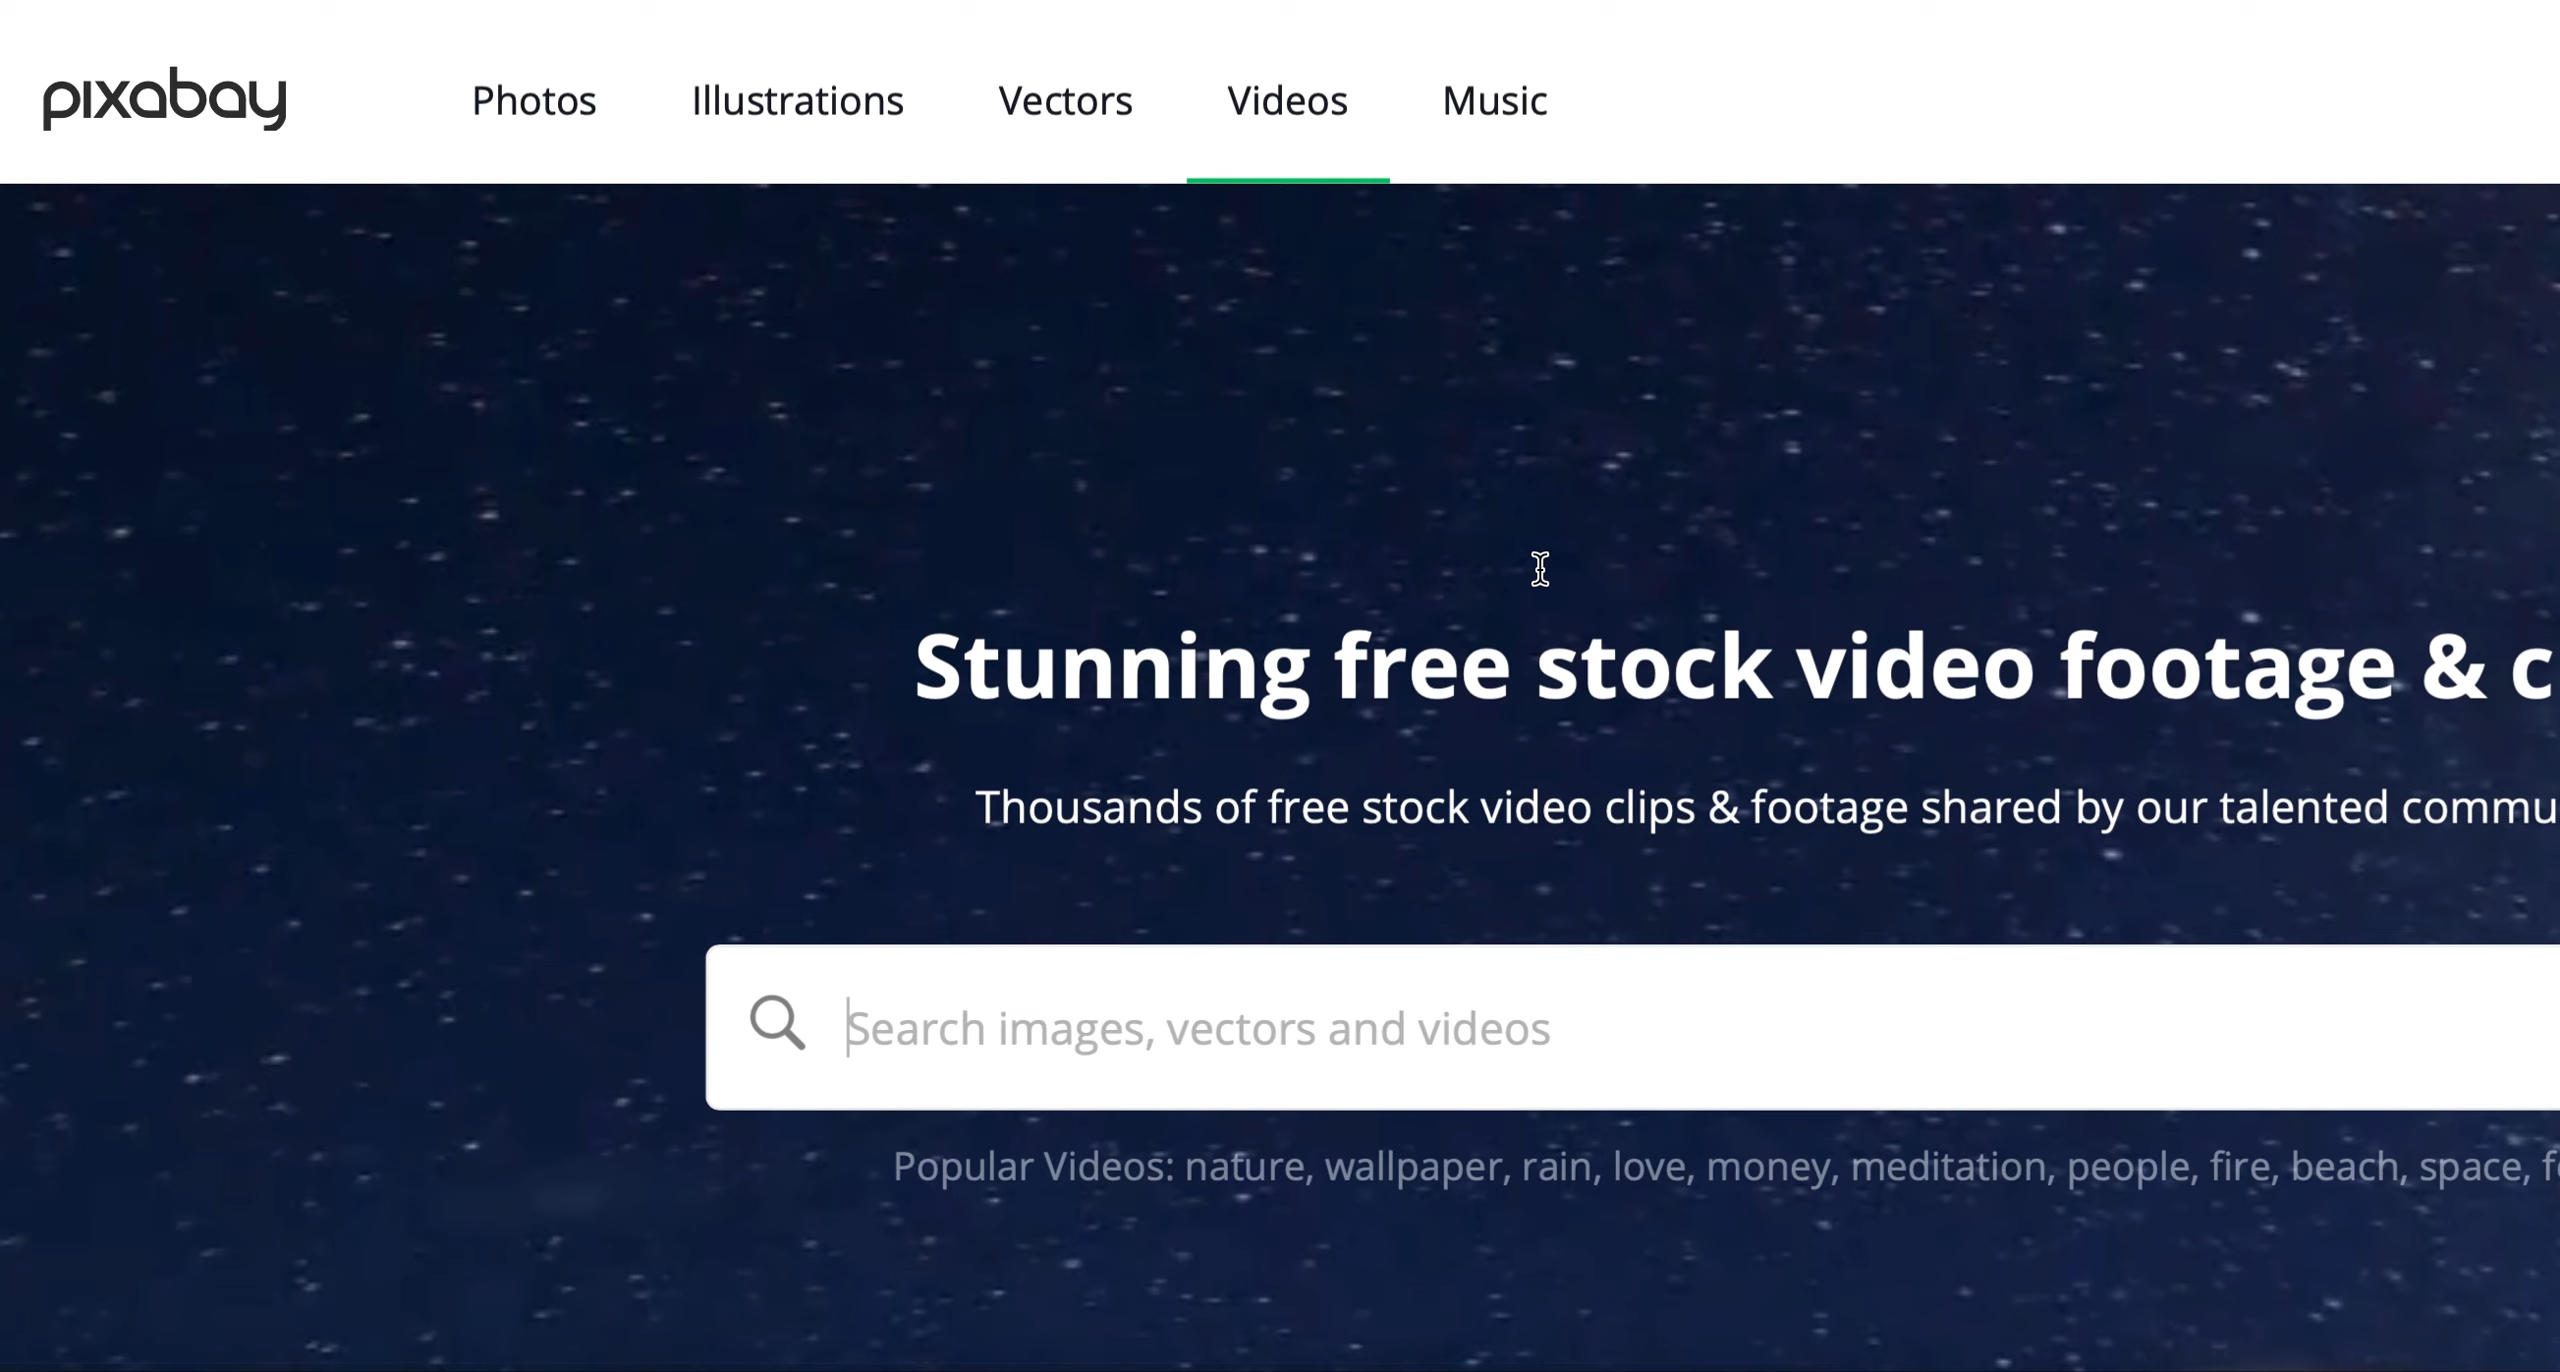 pixabay
Photos Illustrations Vectors Videos Music
Stunning free stock video footage & c
Thousands of free stock video clips & footage shared by our talented commu
Search images, vectors and videos
Popular Videos: nature, wallpaper, rain, love, money, meditation, people, fire, beach, space, f